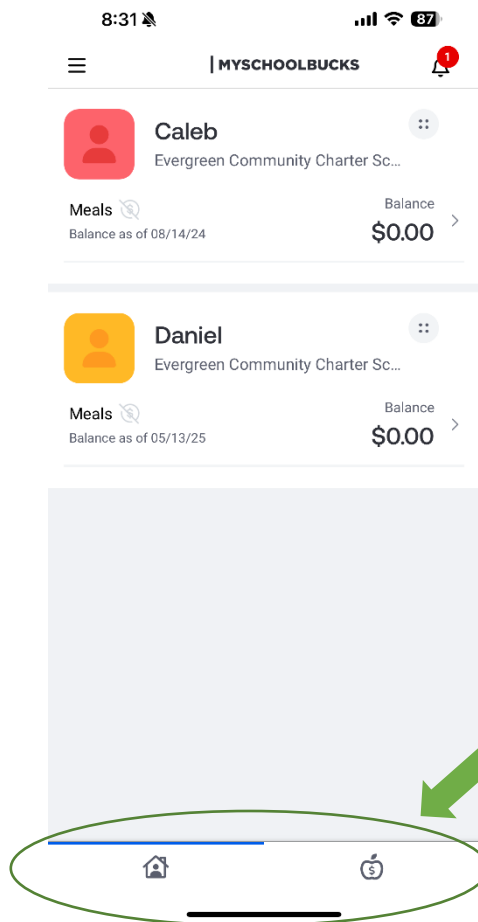 8:31
87
MYSCHOOLBUCKS
1
Caleb
Evergreen Community Charter Sc...
Meals
Balance
Balance as of 08/14/24
$0.00
Daniel
Evergreen Community Charter Sc...
Meals
Balance
Balance as of 05/13/25
$0.00
$